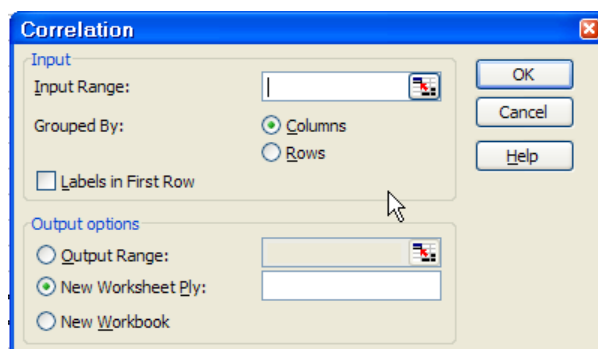 Correlation
Input
Input Range:
Grouped By:
Columns
Rows
Labels in First Row
OK
Cancel
Help
Output options
Output Range:
New Worksheet Ply:
New Workbook